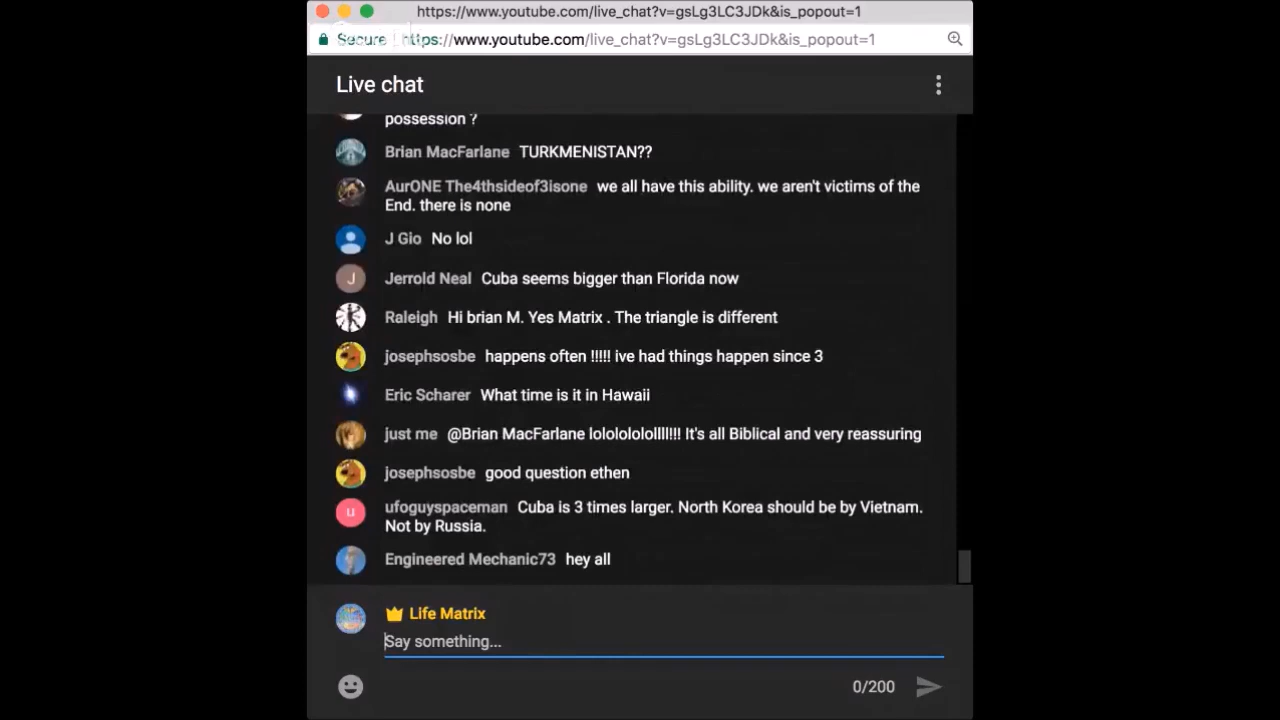 https://www.youtube.com/live_chat?v=gsLg3LC3JDk&is_popout=1
Secure https://www.youtube.com/live_chat?v=gsLg3LC3JDk&is_popout=1
Live chat
possession ?
Brian MacFarlane TURKMENISTAN??
AurONE The4thsideof3isone we all have this ability. we aren't victims of the
End. there is none
J Gio No lol
J Jerrold Neal Cuba seems bigger than Florida now
Raleigh Hi brian M. Yes Matrix . The triangle is different
josephsosbe happens often !!!!! ive had things happen since 3
Eric Scharer What time is it in Hawaii
just me @Brian MacFarlane lolololololllll!!! It's all Biblical and very reassuring
josephsosbe good question ethen
u ufoguyspaceman Cuba is 3 times larger. North Korea should be by Vietnam.
Not by Russia.
Engineered Mechanic73 hey all
Life Matrix
Say something...
0/200